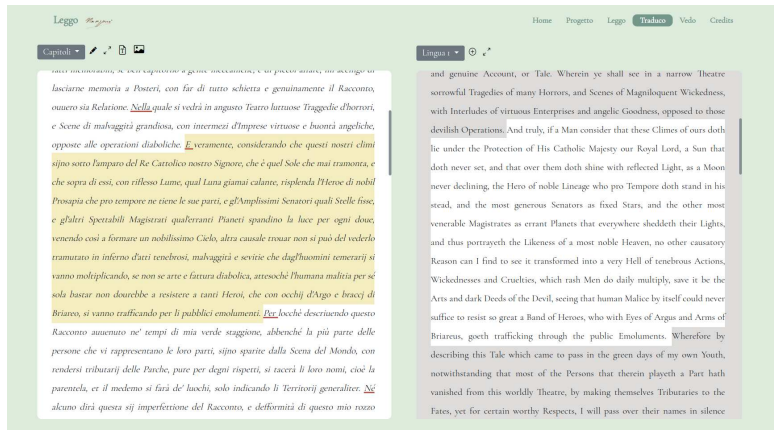 Leggo Manzoni
Home Progetto Leggo Traduco Vedo Credits
Capitoli
Lingua 1
fatti memorabili, se ben capitorno a gente meccaniche, e di piccol affare, mi accingo di
lasciarne memoria a Posteri, con far di tutto schietta e genuinamente il Racconto,
ouuero sia Relatione. Nella quale si vedrà in angusto Teatro luttuose Traggedie d'horrori,
e Scene di malvaggità grandiosa, con intermezi d'Imprese virtuose e buontà angeliche,
opposte alle operationi diaboliche. E veramente, considerando che questi nostri climi
sijno sotto l'amparo del Re Cattolico nostro Signore, che è quel Sole che mai tramonta, e
che sopra di essi, con riflesso Lume, qual Luna giamai calante, risplenda l'Heroe di nobil
Prosapia che pro tempore ne tiene le sue parti, e gl'Amplissimi Senatori quali Stelle fisse,
e gl'altri Spettabili Magistrati qual'erranti Pianeti spandino la luce per ogni doue,
venendo così a formare un nobilissimo Cielo, altra causale trouar non si può del vederlo
tramutato in inferno d'atti tenebrosi, malvaggità e sevitie che dagl'huomini temerarij si
vanno moltiplicando, se non se arte e fattura diabolica, attesochè l'humana malitia per sé
sola bastar non dourebbe a resistere a tanti Heroi, che con occhij d'Argo e braccj di
Briareo, si vanno trafficando per li pubblici emolumenti. Per locchè descriuendo questo
Racconto auuenuto ne' tempi di mia verde staggione, abbenché la più parte delle
persone che vi rappresentano le loro parti, sijno sparite dalla Scena del Mondo, con
rendersi tributarij delle Parche, pure per degni rispetti, si tacerà li loro nomi, cioè la
parentela, et il medemo si farà de' luochi, solo indicando li Territorij generaliter. Né
alcuno dirà questa sij imperfettione del Racconto, e defformità di questo mio rozzo
and genuine Account, or Tale. Wherein ye shall see in a narrow Theatre
sorrowful Tragedies of many Horrors, and Scenes of Magniloquent Wickedness,
with Interludes of virtuous Enterprises and angelic Goodness, opposed to those
devilish Operations. And truly, if a Man consider that these Climes of ours doth
lie under the Protection of His Catholic Majesty our Royal Lord, a Sun that
doth never set, and that over them doth shine with reflected Light, as a Moon
never declining, the Hero of noble Lineage who pro Tempore doth stand in his
stead, and the most generous Senators as fixed Stars, and the other most
venerable Magistrates as errant Planets that everywhere sheddeth their Lights,
and thus portrayeth the Likeness of a most noble Heaven, no other causatory
Reason can I find to see it transformed into a very Hell of tenebrous Actions,
Wickednesses and Cruelties, which rash Men do daily multiply, save it be the
Arts and dark Deeds of the Devil, seeing that human Malice by itself could never
suffice to resist so great a Band of Heroes, who with Eyes of Argus and Arms of
Briareus, goeth trafficking through the public Emoluments. Wherefore by
describing this Tale which came to pass in the green days of my own Youth,
notwithstanding that most of the Persons that therein playeth a Part hath
vanished from this worldly Theatre, by making themselves Tributaries to the
Fates, yet for certain worthy Respects, I will pass over their names in silence